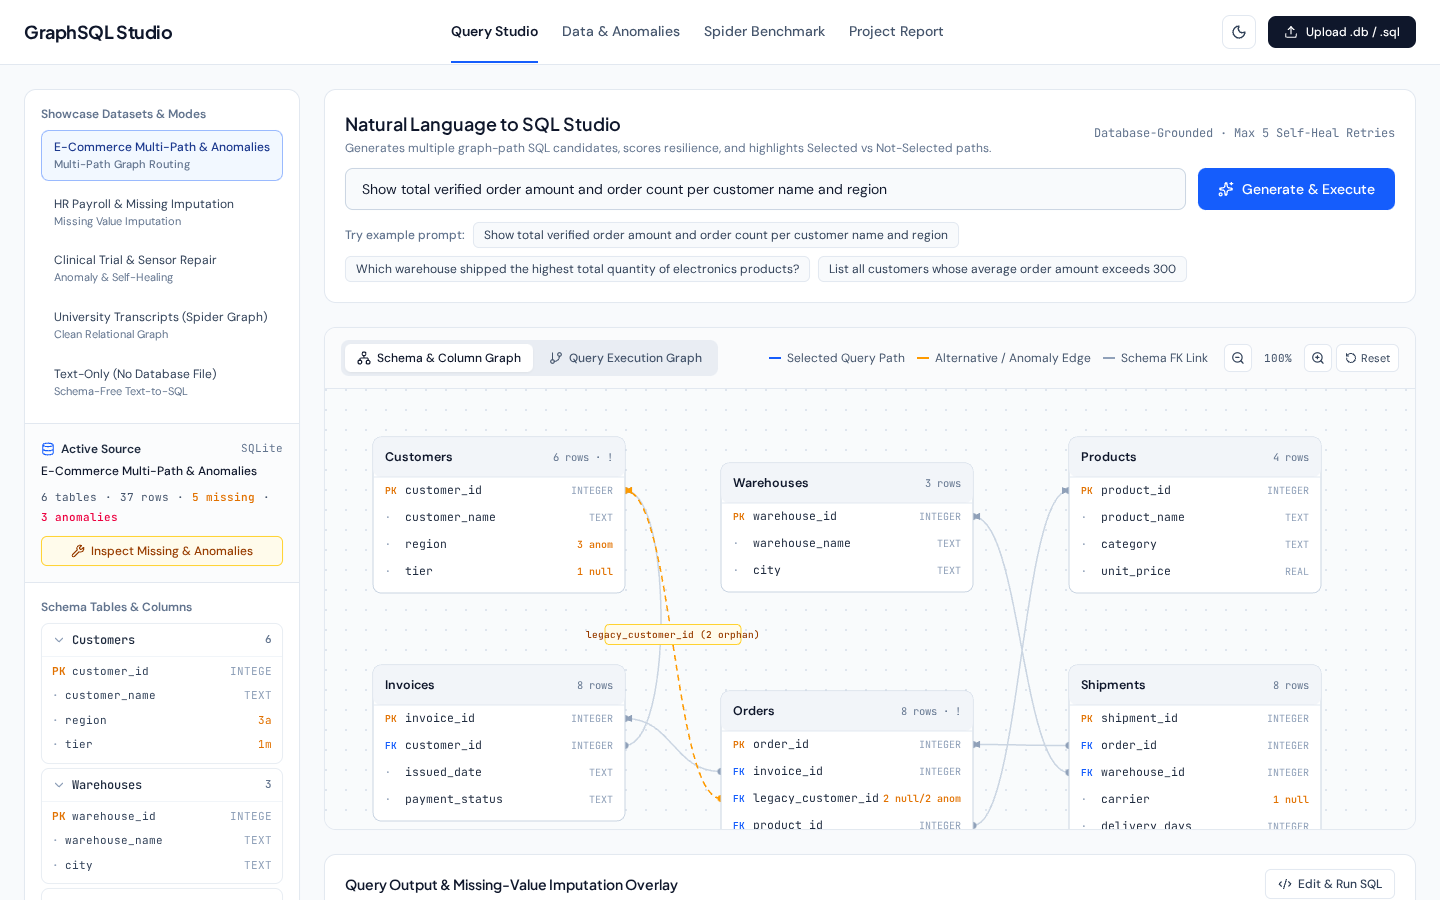 GraphSQL Studio
Query Studio
Data & Anomalies
Spider Benchmark
Project Report
Upload .db / .sql
Showcase Datasets & Modes
E-Commerce Multi-Path & Anomalies
Multi-Path Graph Routing
HR Payroll & Missing Imputation
Missing Value Imputation
Clinical Trial & Sensor Repair
Anomaly & Self-Healing
University Transcripts (Spider Graph)
Clean Relational Graph
Text-Only (No Database File)
Schema-Free Text-to-SQL
Active Source SQLite
E-Commerce Multi-Path & Anomalies
6 tables · 37 rows · 5 missing ·
3 anomalies
Inspect Missing & Anomalies
Schema Tables & Columns
Customers 6
PK customer_id INTEGE
· customer_name TEXT
· region 3a
· tier 1m
Warehouses 3
PK warehouse_id INTEGE
· warehouse_name TEXT
· city TEXT
Natural Language to SQL Studio
Generates multiple graph-path SQL candidates, scores resilience, and highlights Selected vs Not-Selected paths.
Database-Grounded · Max 5 Self-Heal Retries
Show total verified order amount and order count per customer name and region
Generate & Execute
Try example prompt:
Show total verified order amount and order count per customer name and region
Which warehouse shipped the highest total quantity of electronics products?
List all customers whose average order amount exceeds 300
Schema & Column Graph
Query Execution Graph
Selected Query Path
Alternative / Anomaly Edge
Schema FK Link
100%
Reset
Customers 6 rows · !
PK customer_id INTEGER
· customer_name TEXT
· region 3 anom
· tier 1 null
Warehouses 3 rows
PK warehouse_id INTEGER
· warehouse_name TEXT
· city TEXT
Products 4 rows
PK product_id INTEGER
· product_name TEXT
· category TEXT
· unit_price REAL
legacy_customer_id (2 orphan)
Invoices 8 rows
PK invoice_id INTEGER
FK customer_id INTEGER
· issued_date TEXT
· payment_status TEXT
Orders 8 rows · !
PK order_id INTEGER
FK invoice_id INTEGER
FK legacy_customer_id 2 null/2 anom
FK product_id INTEGER
Shipments 8 rows
PK shipment_id INTEGER
FK order_id INTEGER
FK warehouse_id INTEGER
· carrier 1 null
· delivery_days INTEGER
Query Output & Missing-Value Imputation Overlay
Edit & Run SQL